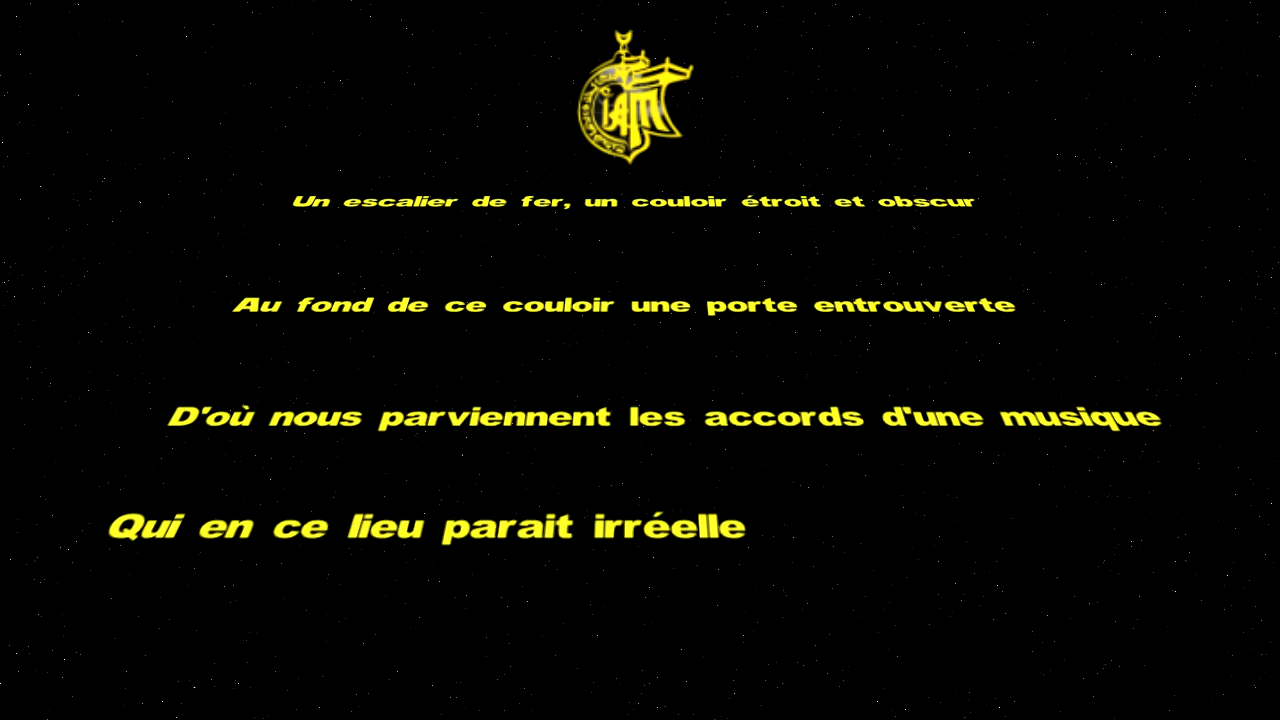 IAM
Un escalier de fer, un couloir étroit et obscur
Au fond de ce couloir une porte entrouverte
D'où nous parviennent les accords d'une musique
Qui en ce lieu parait irréelle